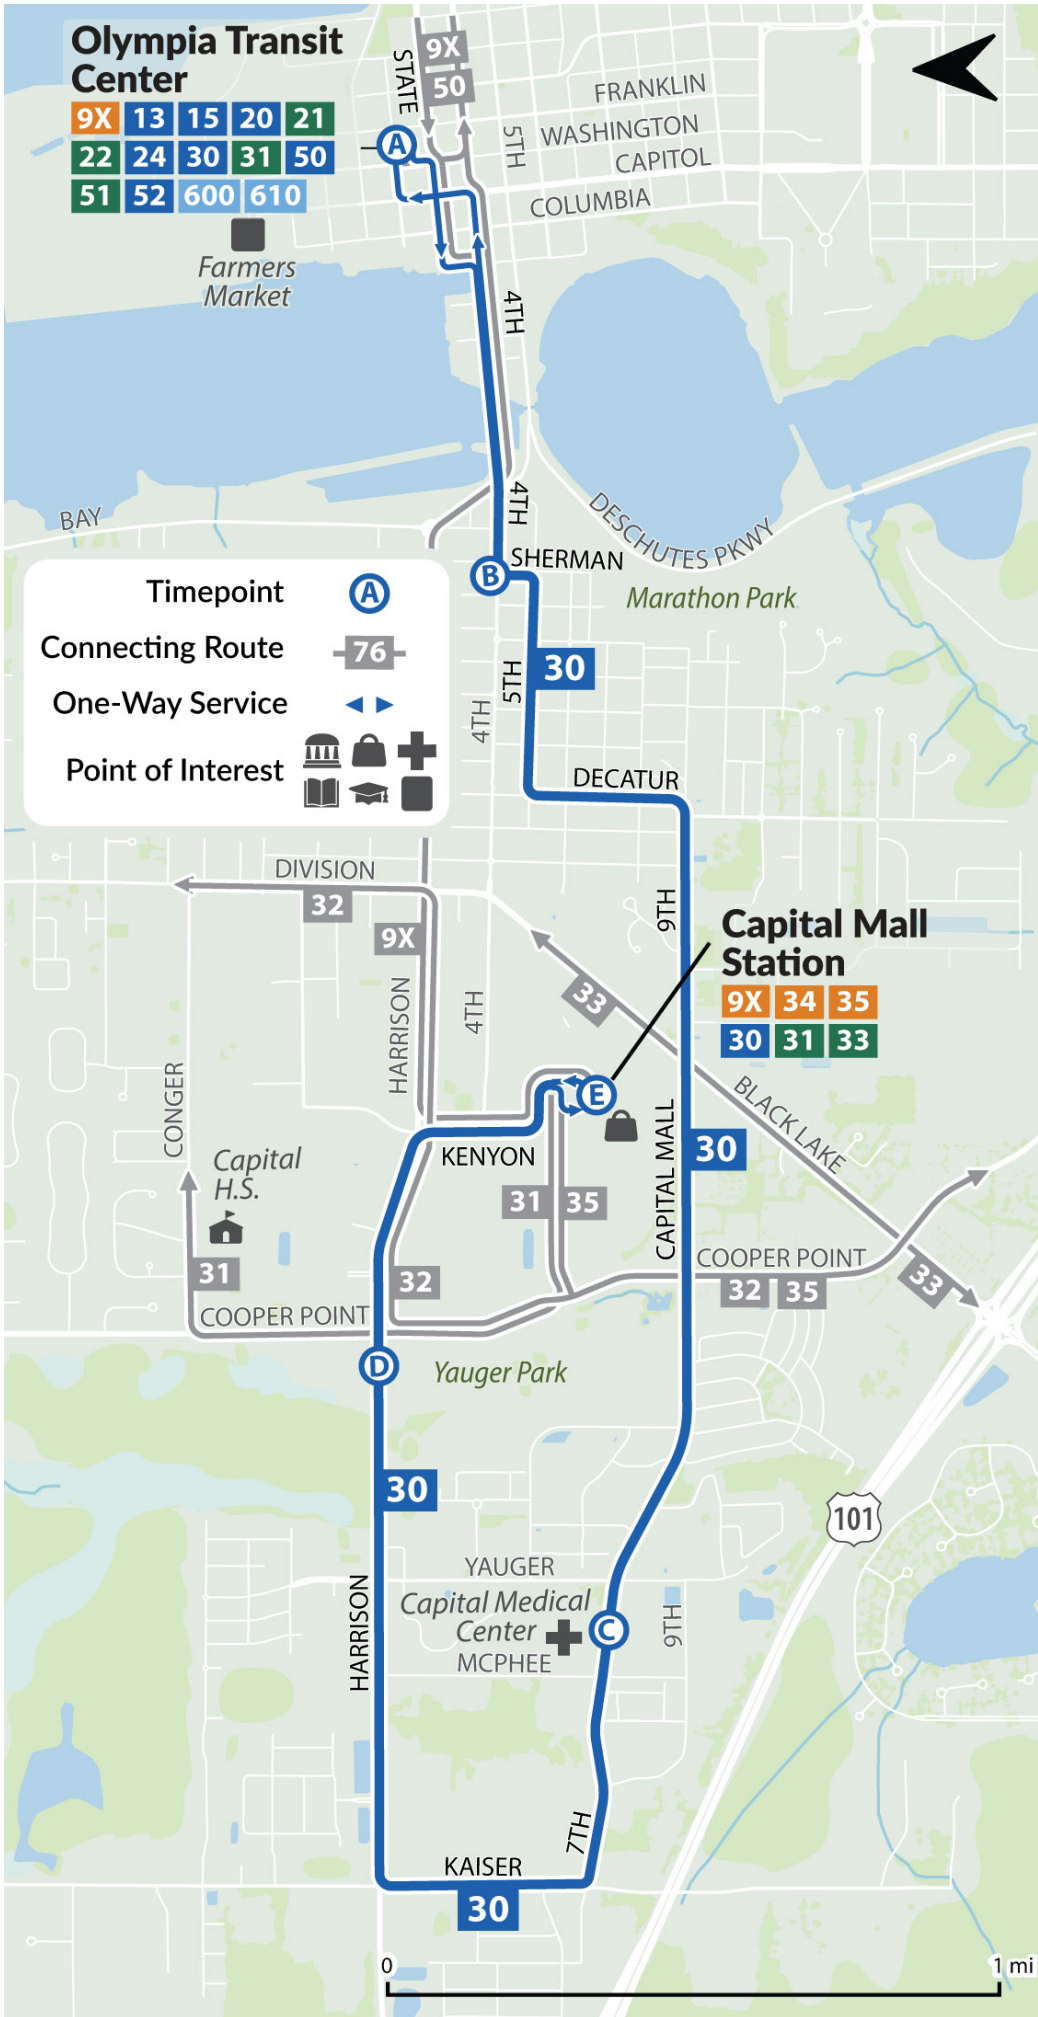 Olympia Transit
Center
9X 13 15 20 21
22 24 30 31 50
51 52 600 610
Farmers
Market
STATE
9X
50
A
5TH
FRANKLIN
WASHINGTON
CAPITOL
COLUMBIA
4TH
4TH
BAY
DESCHUTES PKWY
SHERMAN
B
Marathon Park
Timepoint A
Connecting Route 76
One-Way Service
Point of Interest
5TH
30
4TH
DECATUR
DIVISION
32
9X
HARRISON
4TH
9TH
33
Capital Mall
Station
9X 34 35
30 31 33
CONGER
E
BLACK LAKE
KENYON
CAPITAL MALL
30
Capital
H.S.
31 35
31
32
COOPER POINT
COOPER POINT
32 35
33
D
Yauger Park
30
101
YAUGER
Capital Medical
Center
C
9TH
MCPHEE
HARRISON
7TH
KAISER
30
0 1 mi